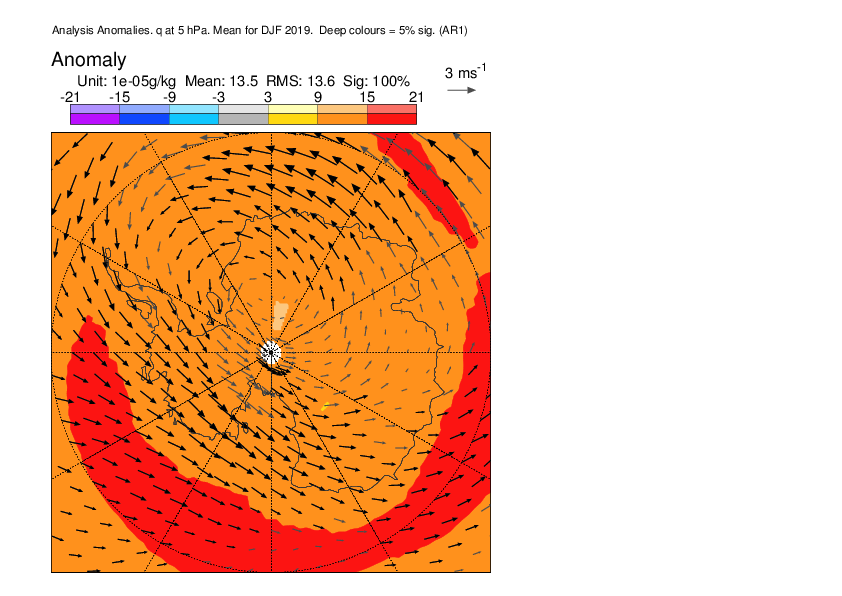 Analysis Anomalies. q at 5 hPa. Mean for DJF 2019.  Deep colours = 5% sig. (AR1)
Anomaly
3 ms-1
Unit: 1e-05g/kg  Mean: 13.5  RMS: 13.6  Sig: 100%
-21 -15 -9 -3 3 9 15 21